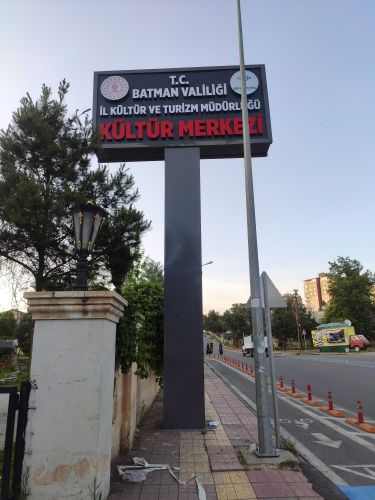 T.C.
BATMAN VALİLİĞİ
İL KÜLTÜR VE TURİZM MÜDÜRLÜĞÜ
KÜLTÜR MERKEZİ